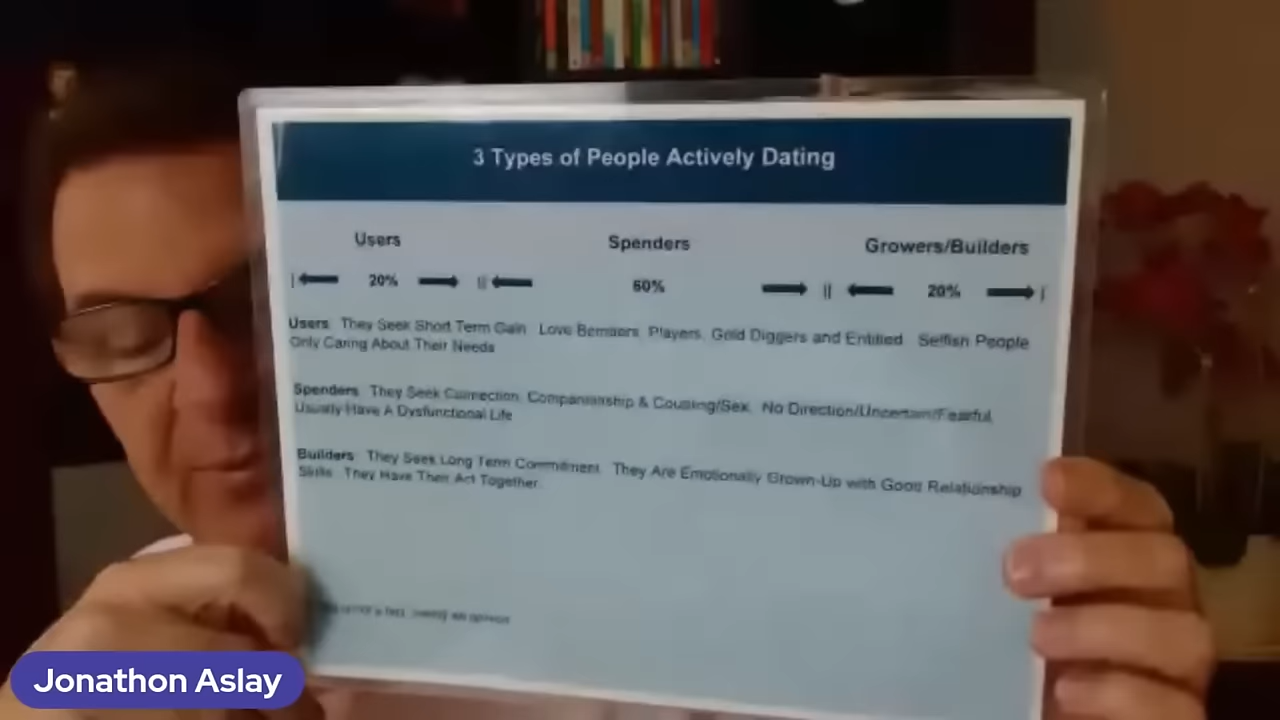 3 Types of People Actively Dating
Users Spenders Growers/Builders
20% 60% 20%
Users They Seek Short Term Gain Love Bombers, Players, Gold Diggers and Entitled Selfish People
Only Caring About Their Needs
Spenders They Seek Connection, Companionship & Coupling/Sex. No Direction/Uncertain/Fearful.
Usually Have A Dysfunctional Life
Builders They Seek Long Term Commitment They Are Emotionally Grown-Up with Good Relationship
Skills They Have Their Act Together
opinion
Jonathon Aslay